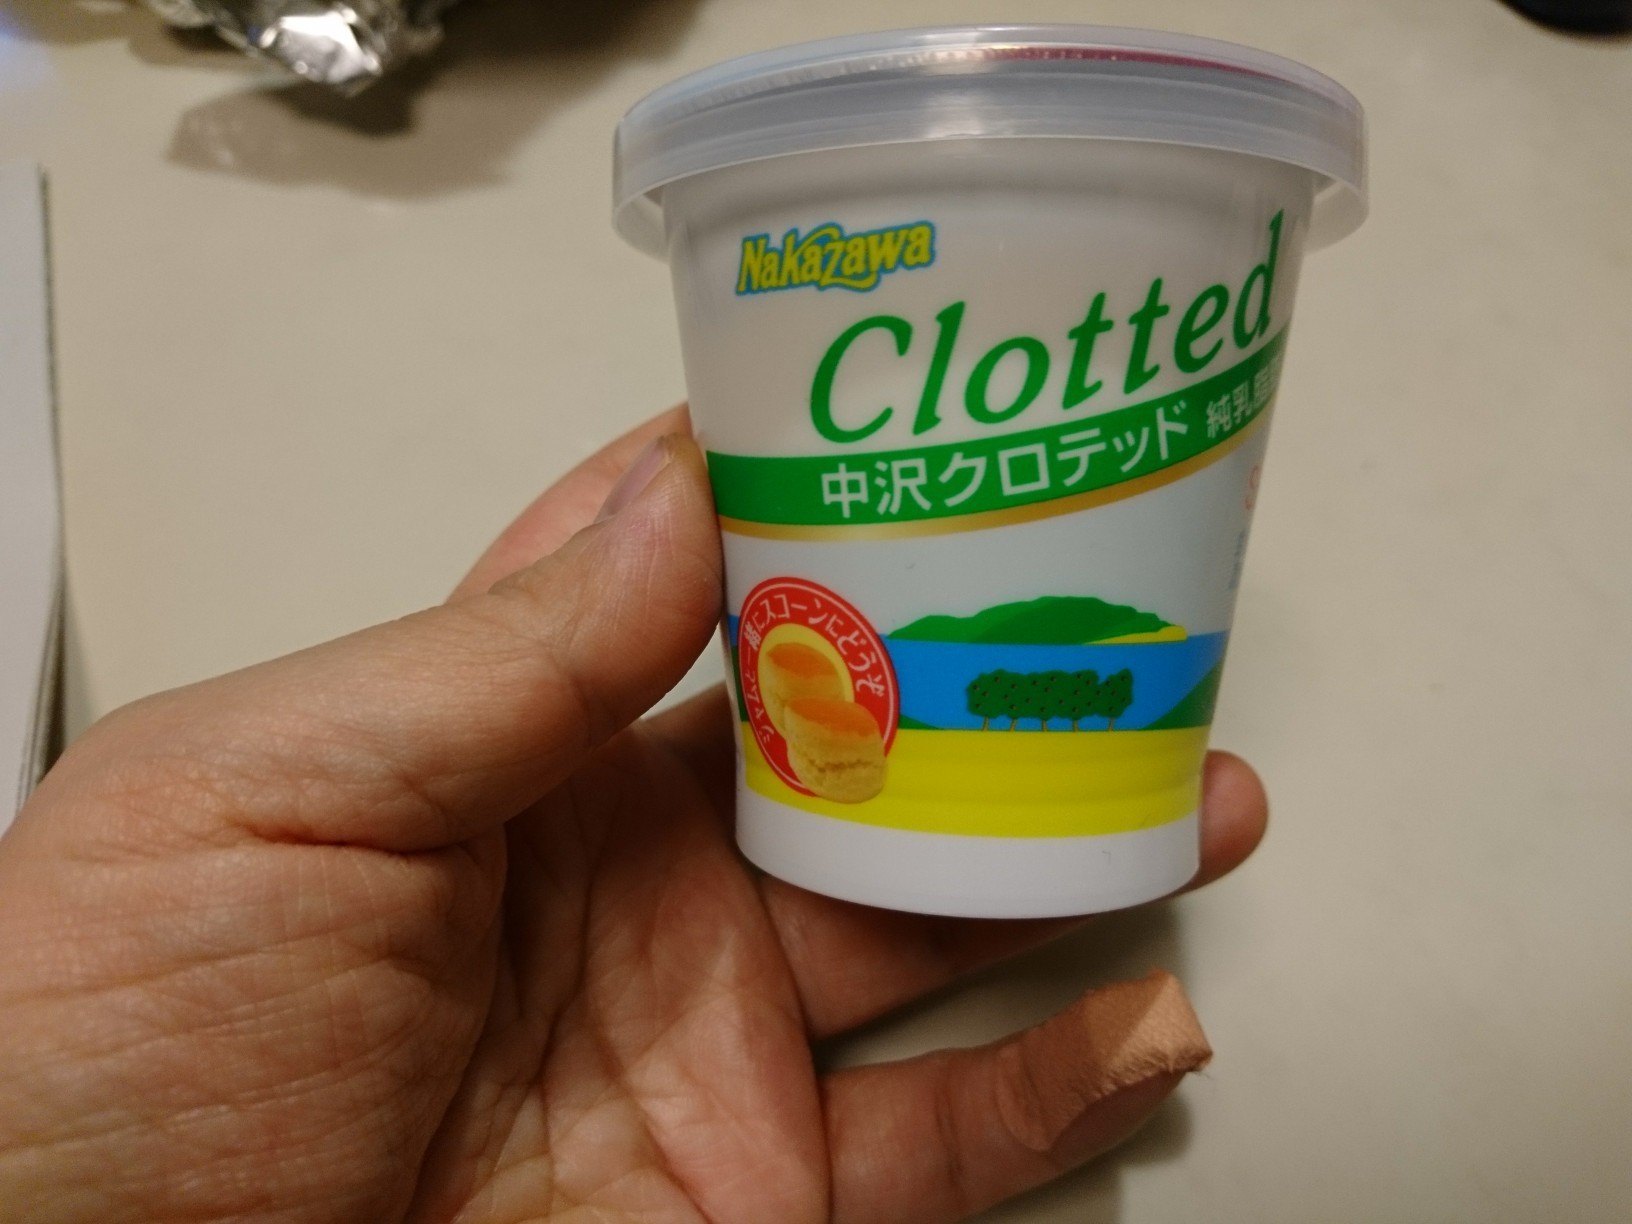 Nakazawa
Clotted
中沢クロテッド 純乳脂
ジャムと一緒にスコーンにどうぞ